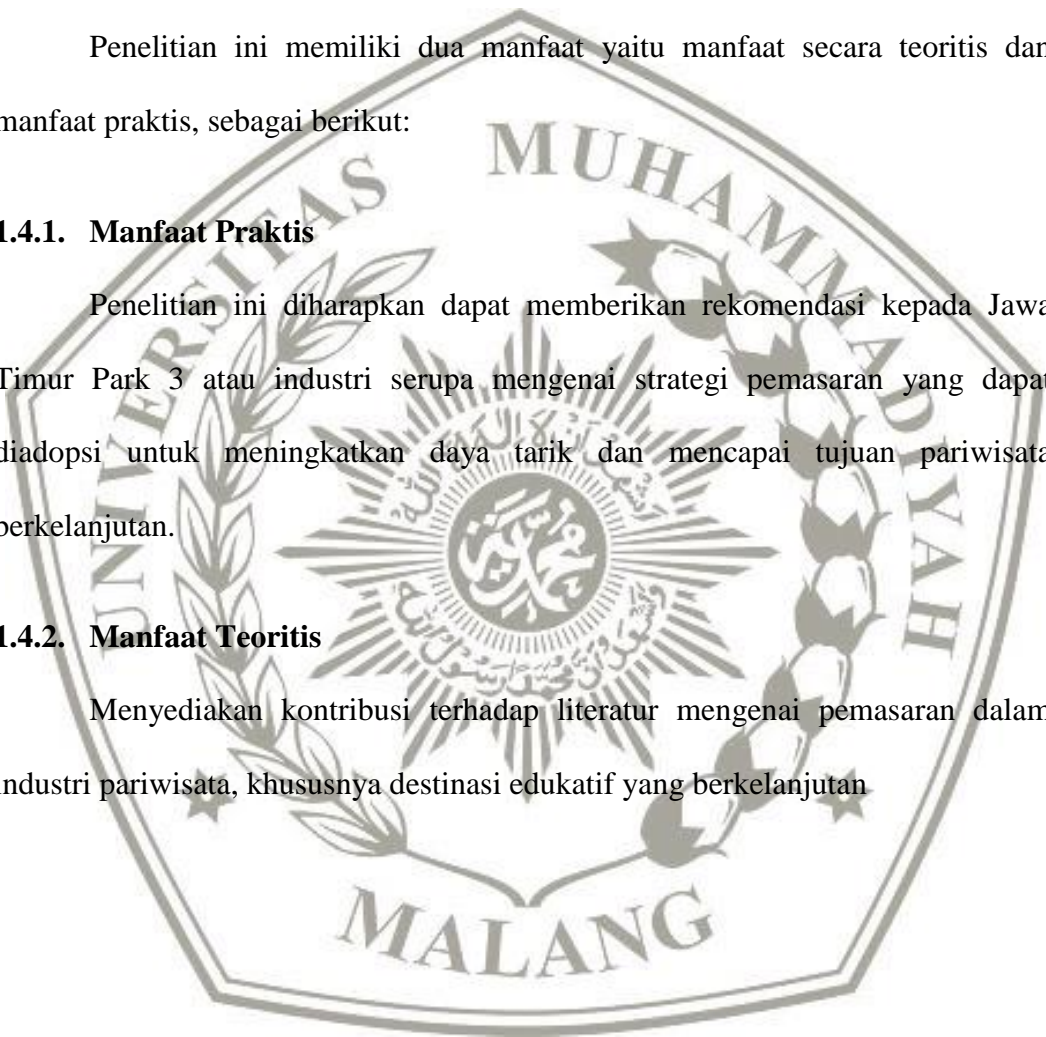 Penelitian ini memiliki dua manfaat yaitu manfaat secara teoritis dan
manfaat praktis, sebagai berikut:
1.4.1. Manfaat Praktis
Penelitian ini diharapkan dapat memberikan rekomendasi kepada Jawa
Timur Park 3 atau industri serupa mengenai strategi pemasaran yang dapat
diadopsi untuk meningkatkan daya tarik dan mencapai tujuan pariwisata
berkelanjutan.
1.4.2. Manfaat Teoritis
Menyediakan kontribusi terhadap literatur mengenai pemasaran dalam
industri pariwisata, khususnya destinasi edukatif yang berkelanjutan
UNIVERSITAS MUHAMMADIYAH
MALANG